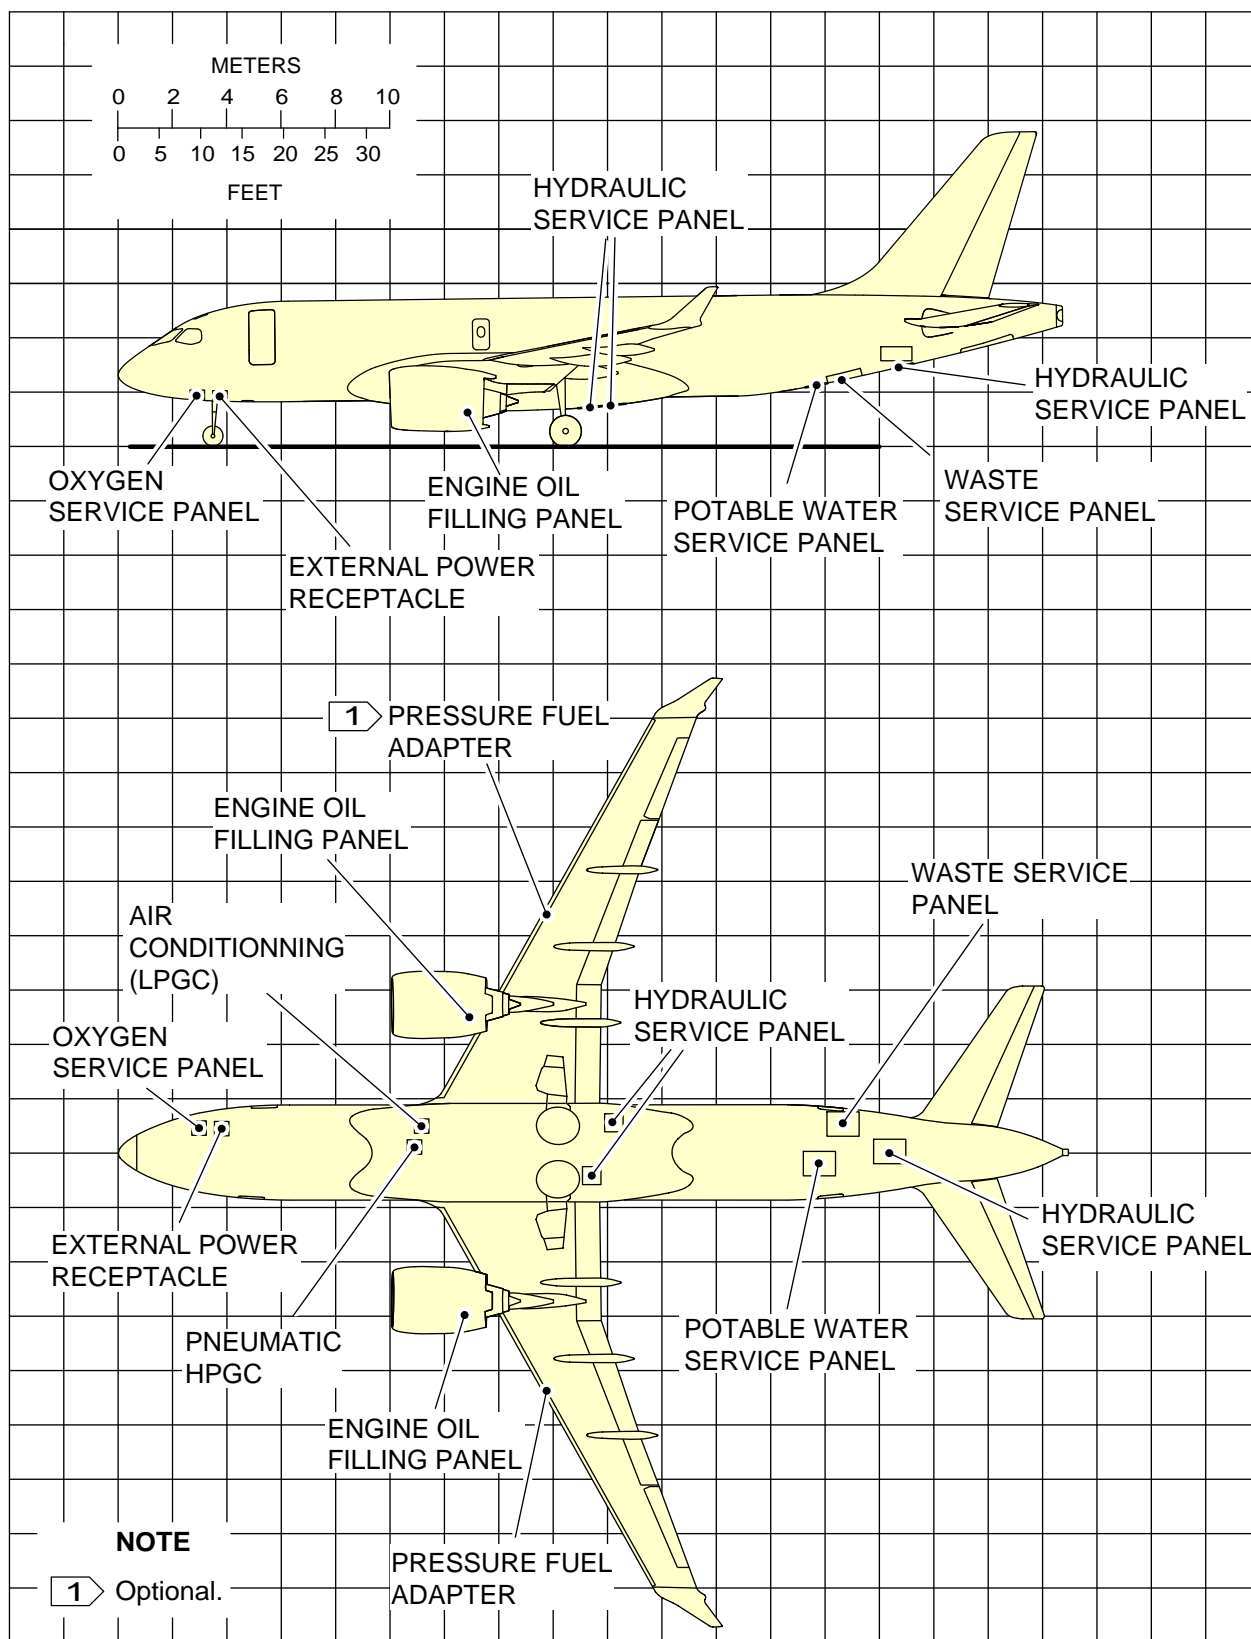 METERS
0 2 4 6 8 10
0 5 10 15 20 25 30
FEET
HYDRAULIC
SERVICE PANEL
HYDRAULIC
SERVICE PANEL
OXYGEN
SERVICE PANEL
ENGINE OIL
FILLING PANEL
WASTE
SERVICE PANEL
POTABLE WATER
SERVICE PANEL
EXTERNAL POWER
RECEPTACLE
1 PRESSURE FUEL
ADAPTER
ENGINE OIL
FILLING PANEL
WASTE SERVICE
PANEL
AIR
CONDITIONNING
(LPGC)
HYDRAULIC
SERVICE PANEL
OXYGEN
SERVICE PANEL
HYDRAULIC
SERVICE PANEL
EXTERNAL POWER
RECEPTACLE
POTABLE WATER
SERVICE PANEL
PNEUMATIC
HPGC
ENGINE OIL
FILLING PANEL
PRESSURE FUEL
ADAPTER
NOTE
1 Optional.